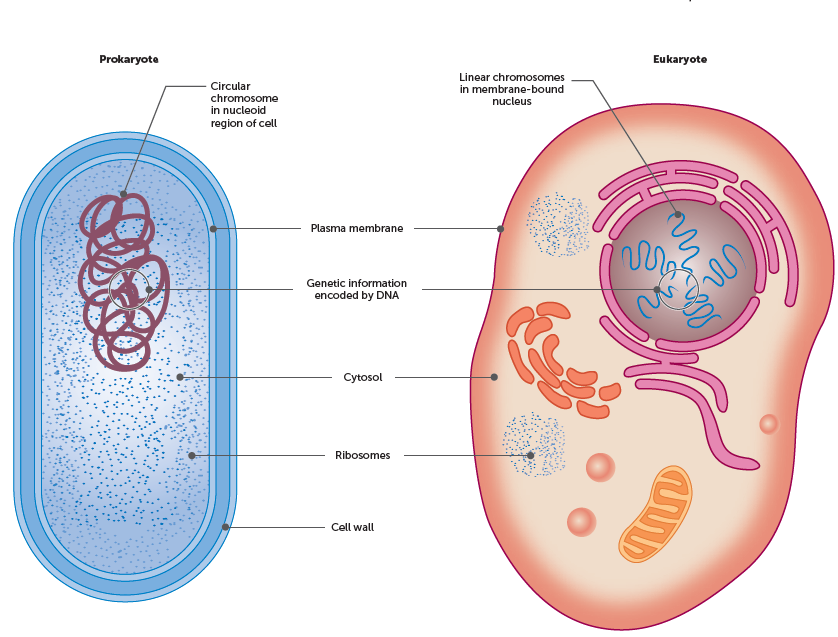 Prokaryote
Eukaryote
Circular
chromosome
in nucleoid
region of cell
Linear chromosomes
in membrane-bound
nucleus
Plasma membrane
Genetic information
encoded by DNA
Cytosol
Ribosomes
Cell wall